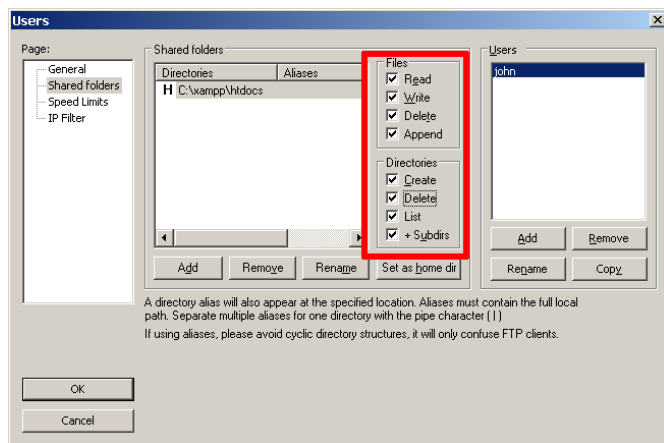 Users
Page:
General
Shared folders
Speed Limits
IP Filter
Shared folders
Directories Aliases
H C:\xampp\htdocs
Files
Read
Write
Delete
Append
Directories
Create
Delete
List
+ Subdirs
Add Remove Rename Set as home dir
Users
john
Add Remove
Rename Copy
A directory alias will also appear at the specified location. Aliases must contain the full local
path. Separate multiple aliases for one directory with the pipe character ( | )
If using aliases, please avoid cyclic directory structures, it will only confuse FTP clients.
OK
Cancel